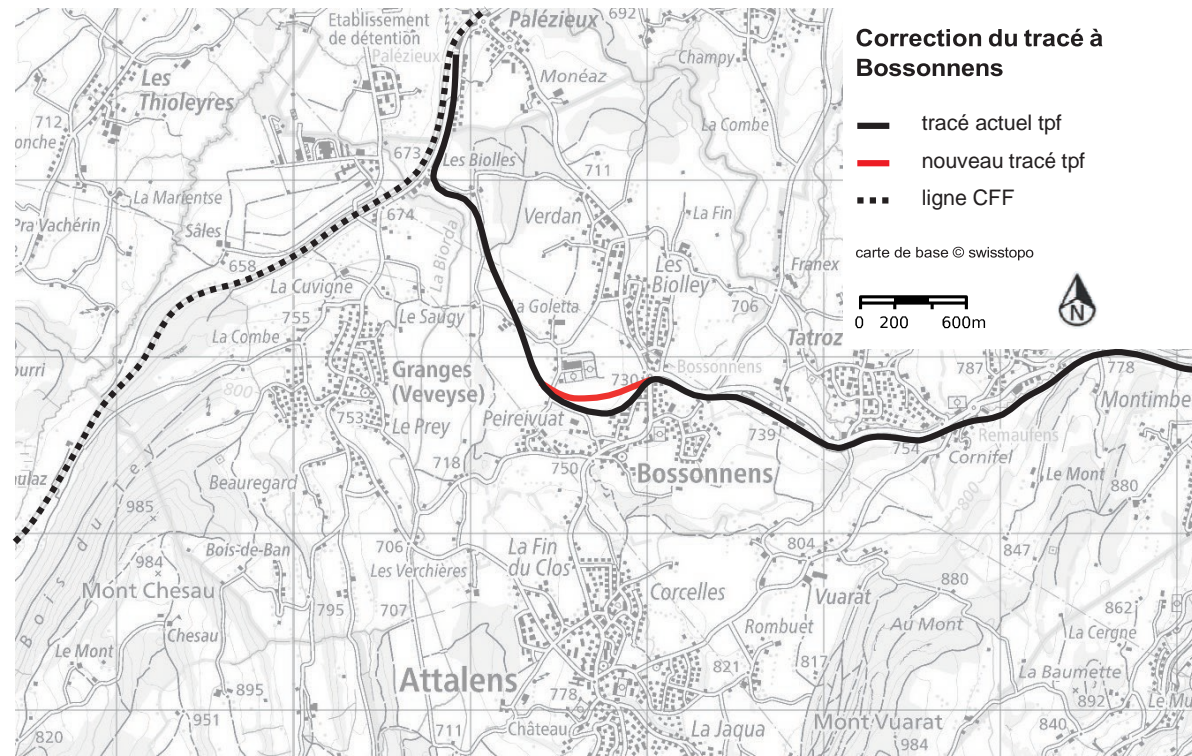 Correction du tracé à
Bossonnens
tracé actuel tpf
nouveau tracé tpf
ligne CFF
carte de base © swisstopo
0 200 600m
N
Etablissement
de détention
Palézieux
Palézieux
692
Champy
Les
Thioleyres
Monéaz
712
La Combe
onche
673
Les Biolles
711
La Marientse
674
Verdan
La Fin
Pra Vachérin
Sâles
658
La Biorda
Les
Biolley
Franex
La Cuvigne
La Goletta
706
755
Le Saugy
La Combe
Tatroz
ourri
Granges
(Veveyse)
Bossonnens
730
787
778
800
Montimbe
753
Le Prey
Peireivuat
739
754
Remaufens
Cornifel
718
750
Bossonnens
Le Mont
ulaz
Beauregard
880
800
985
Bois du ey
706
Bois-de-Ban
La Fin
du Clos
804
847
984
Les Verchières
Mont Chesau
Corcelles
880
Vuarat
795
707
862
Chesau
Rombuet
Au Mont
La Cergne
Le Mont
821
817
La Baumette
895
Attalens
778
892
Le Mu
951
711
Château
La Jaqua
Mont Vuarat
840
820
984